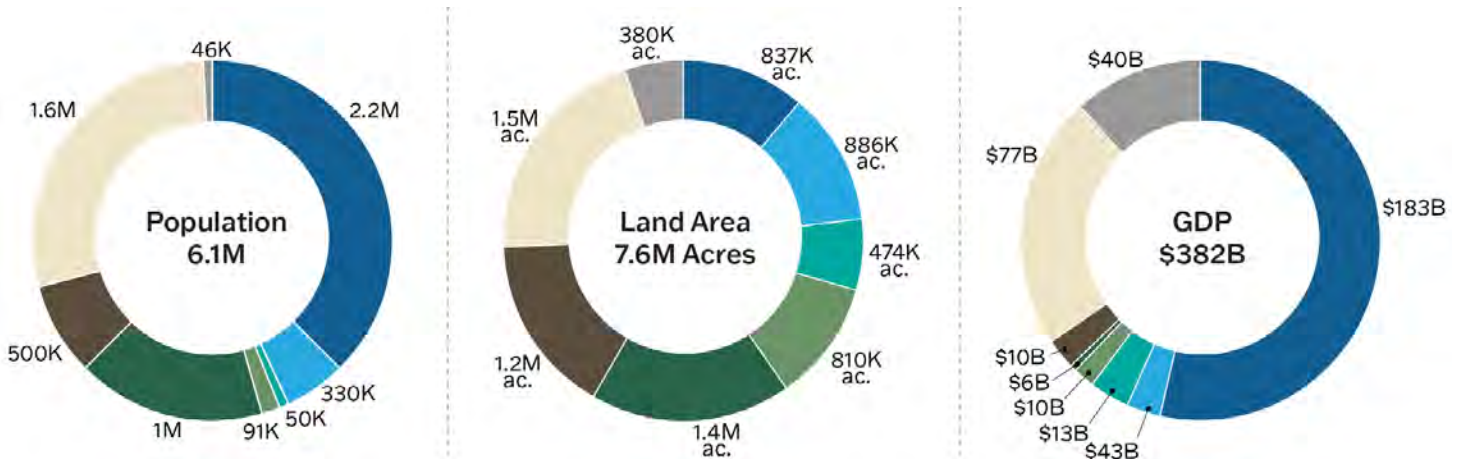 46K
2.2M
1.6M
Population
6.1M
500K
330K
50K
91K
1M
380K
ac.
837K
ac.
1.5M
ac.
886K
ac.
Land Area
7.6M Acres
474K
ac.
1.2M
ac.
810K
ac.
1.4M
ac.
$40B
$77B
$183B
GDP
$382B
$10B
$6B
$10B
$13B
$43B